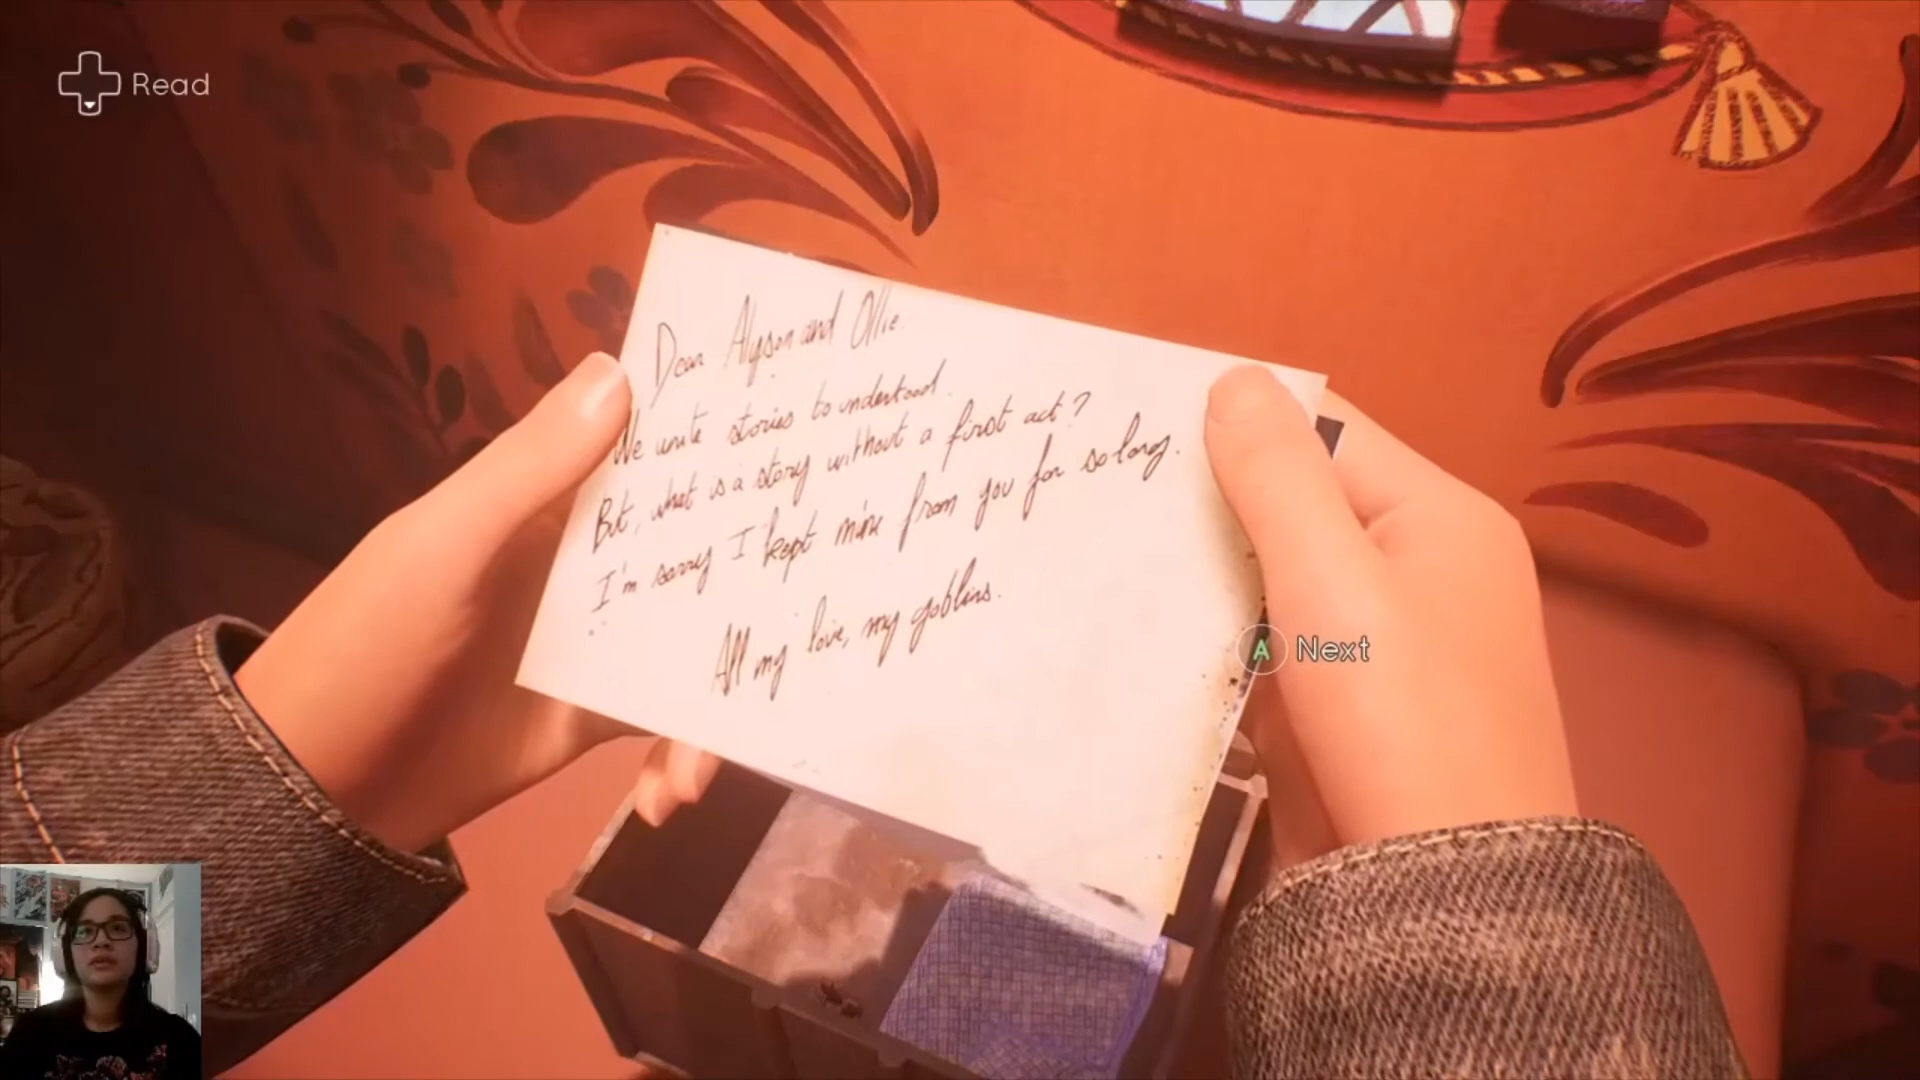 Read
Dear Alyson and Ollie.
We write stories to undertood.
But, what is a story without a first act?
I'm sorry I kept mine from you for so long.
All my love, my goblins.
A Next